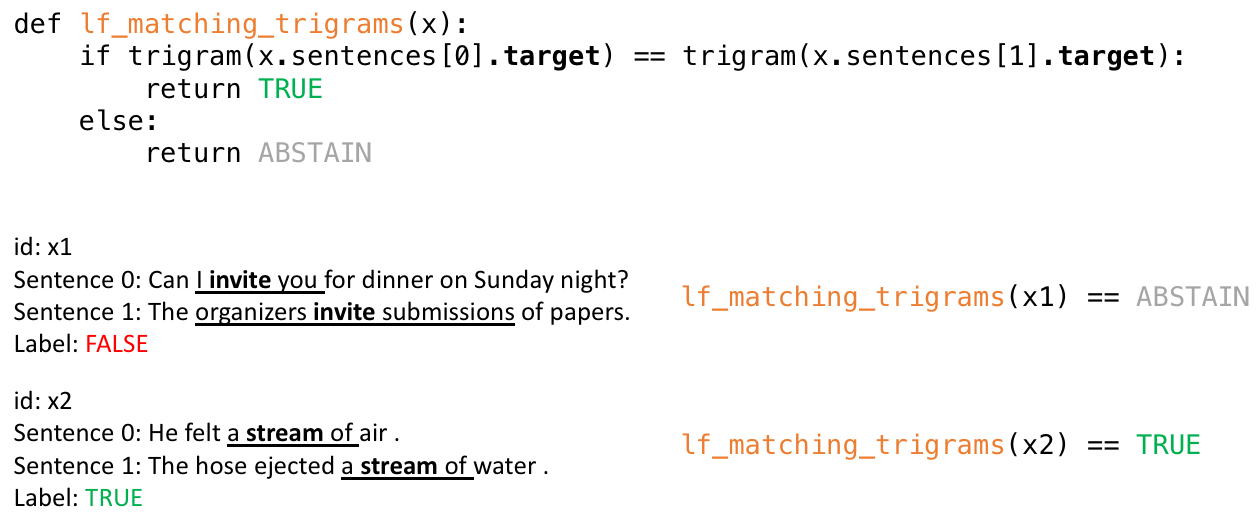 def lf_matching_trigrams(x):
if trigram(x.sentences[0].target) == trigram(x.sentences[1].target):
return TRUE
else:
return ABSTAIN
id: x1
Sentence 0: Can I invite you for dinner on Sunday night?
Sentence 1: The organizers invite submissions of papers.
Label: FALSE
lf_matching_trigrams(x1) == ABSTAIN
id: x2
Sentence 0: He felt a stream of air .
Sentence 1: The hose ejected a stream of water .
Label: TRUE
lf_matching_trigrams(x2) == TRUE